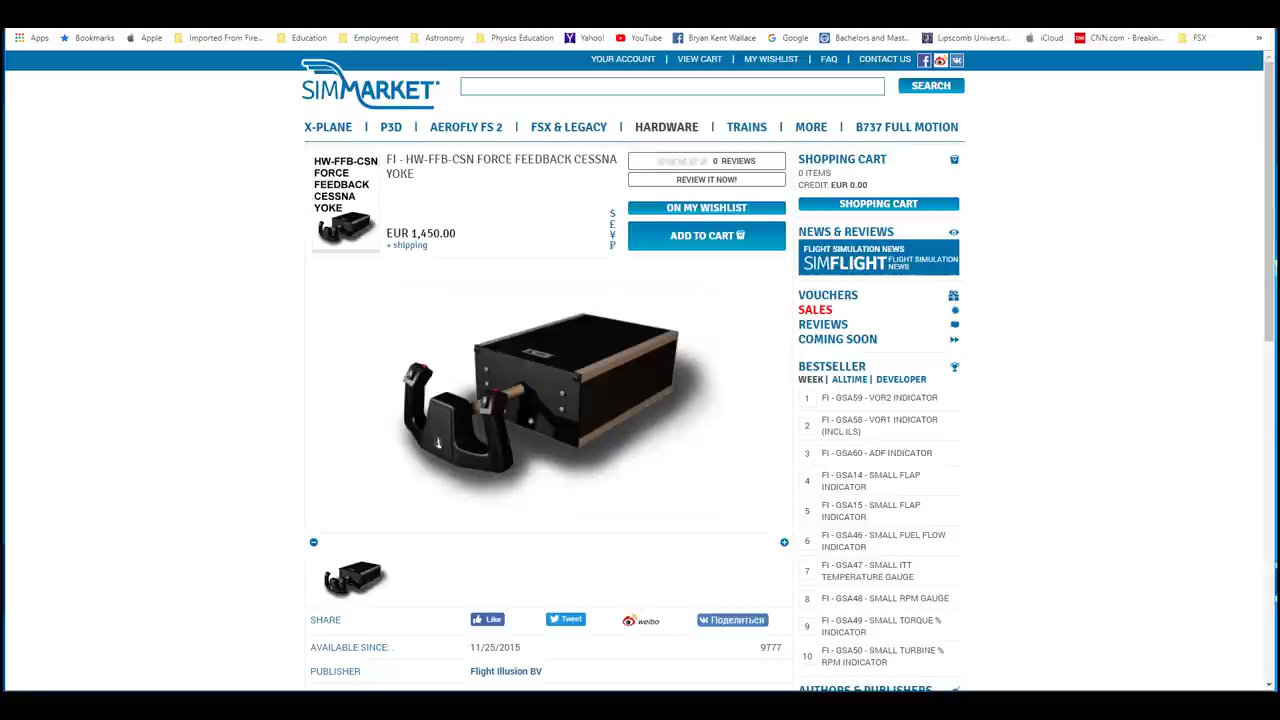 Apps
Bookmarks
Apple
Imported From Fire...
Education
Employment
Astronomy
Physics Education
Yahoo!
YouTube
Bryan Kent Wallace
Google
Bachelors and Mast...
Lipscomb Universit...
iCloud
CNN.com - Breakin...
FSX
»
YOUR ACCOUNT | VIEW CART | MY WISHLIST | FAQ | CONTACT US
SIMMARKET
SEARCH
X-PLANE | P3D | AEROFLY FS 2 | FSX & LEGACY | HARDWARE | TRAINS | MORE | B737 FULL MOTION
HW-FFB-CSN
FORCE
FEEDBACK
CESSNA
YOKE
FI - HW-FFB-CSN FORCE FEEDBACK CESSNA
YOKE
EUR 1,450.00
+ shipping
$
£
¥
₽
0 REVIEWS
REVIEW IT NOW!
ON MY WISHLIST
ADD TO CART
SHARE
Like
Tweet
weibo
Поделиться
AVAILABLE SINCE: .
11/25/2015
9777
PUBLISHER
Flight Illusion BV
SHOPPING CART
0 ITEMS
CREDIT: EUR 0.00
SHOPPING CART
NEWS & REVIEWS
FLIGHT SIMULATION NEWS
SIMFLIGHT FLIGHT SIMULATION
NEWS
VOUCHERS
SALES
REVIEWS
COMING SOON
BESTSELLER
WEEK | ALLTIME | DEVELOPER
1 FI - GSA59 - VOR2 INDICATOR
2 FI - GSA58 - VOR1 INDICATOR
(INCL ILS)
3 FI - GSA60 - ADF INDICATOR
4 FI - GSA14 - SMALL FLAP
INDICATOR
5 FI - GSA15 - SMALL FLAP
INDICATOR
6 FI - GSA46 - SMALL FUEL FLOW
INDICATOR
7 FI - GSA47 - SMALL ITT
TEMPERATURE GAUGE
8 FI - GSA48 - SMALL RPM GAUGE
9 FI - GSA49 - SMALL TORQUE %
INDICATOR
10 FI - GSA50 - SMALL TURBINE %
RPM INDICATOR
AUTHORS & PUBLISHERS